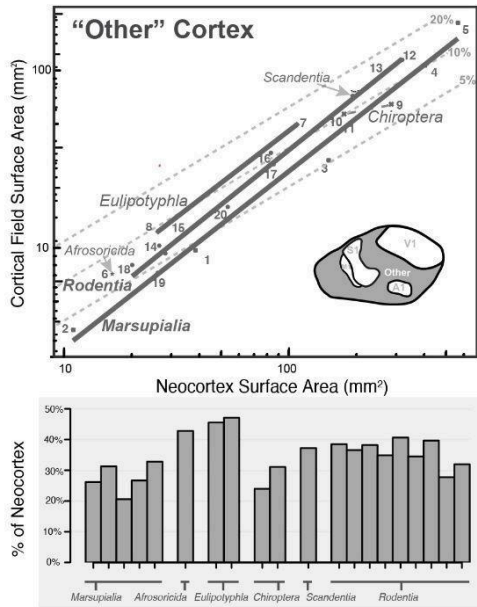 “Other” Cortex
Cortical Field Surface Area (mm²)
100
10
20%
10%
5%
5
12
13
4
Scandentia
9
10
Chiroptera
11
7
16
3
17
Eulipotyphla
20
8
15
14
1
Afrosoricida
6
18
Rodentia
19
2
Marsupialia
S1
V1
Other
A1
10
100
Neocortex Surface Area (mm²)
% of Neocortex
50%
40%
30%
20%
10%
0%
Marsupialia
Afrosoricida
Eulipotyphla
Chiroptera
Scandentia
Rodentia